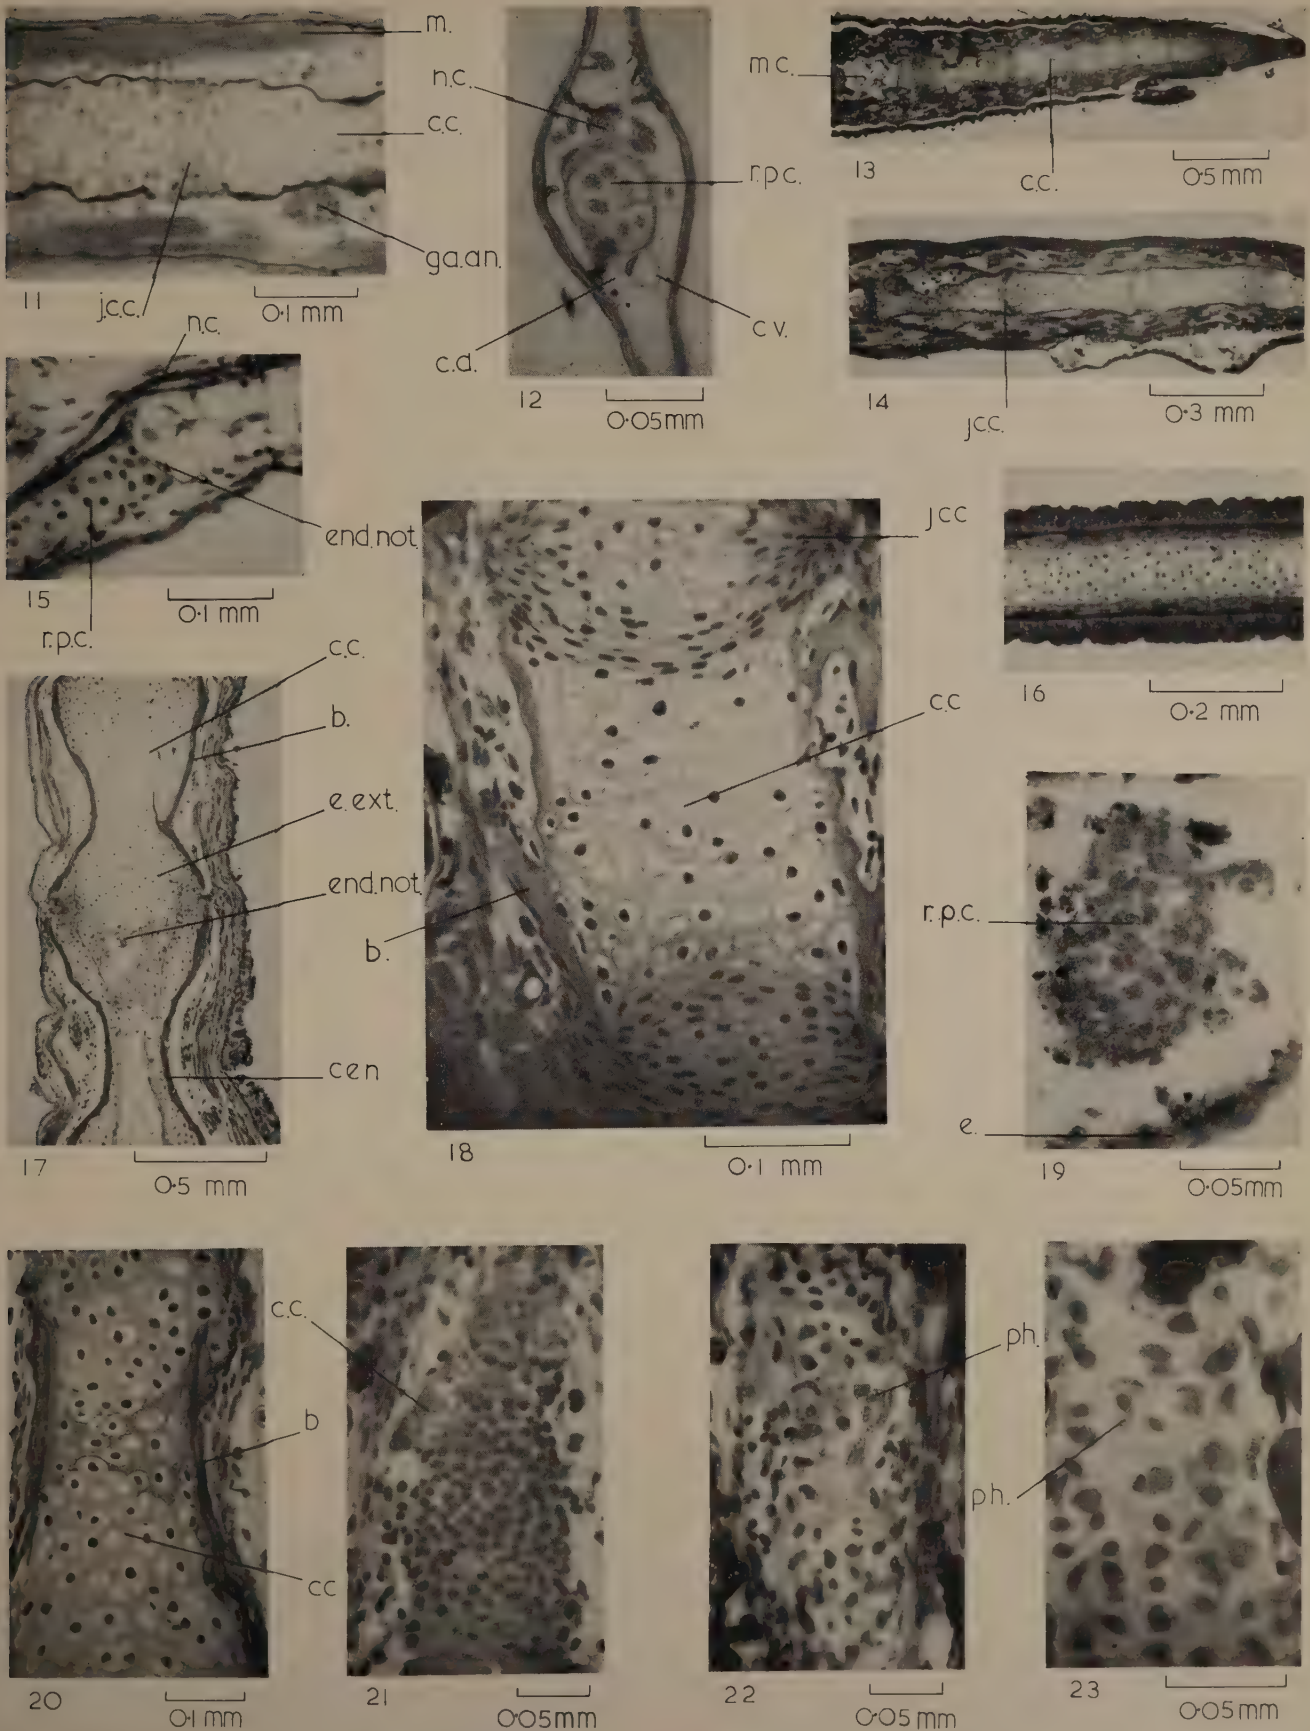 m.
c.c.
ga.an.
j.c.c.
11
0·1 mm
n.c.
r.p.c.
c.v.
c.d.
12
0·05mm
m c.
c.c.
13
0·5 mm
j.c.c.
14
0·3 mm
n.c.
end.not.
r.p.c.
15
0·1 mm
jcc
c.c
b.
18
0·1 mm
16
0·2 mm
c.c.
b.
e.ext.
end.not.
cen
17
0·5 mm
r.p.c.
e.
19
0·05mm
b
cc
20
0·1 mm
c.c.
21
0·05mm
ph.
22
0·05 mm
ph.
23
0·05mm